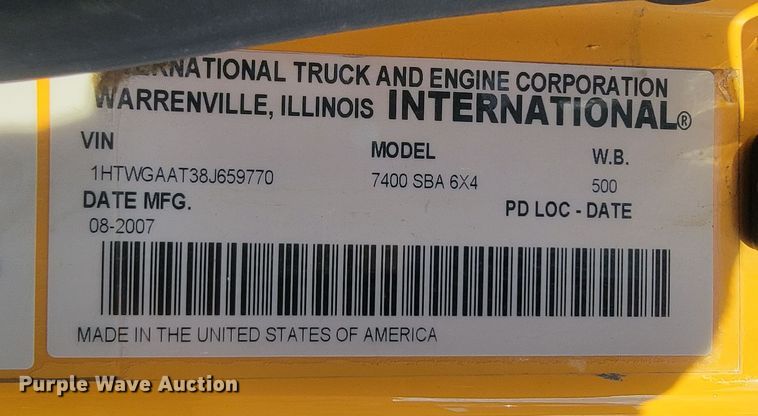 ERNATIONAL TRUCK AND ENGINE CORPORATION
WARRENVILLE, ILLINOIS INTERNATIONAL®
VIN MODEL W.B.
1HTWGAAT38J659770 7400 SBA 6X4 500
DATE MFG. PD LOC - DATE
08-2007
MADE IN THE UNITED STATES OF AMERICA
Purple Wave Auction